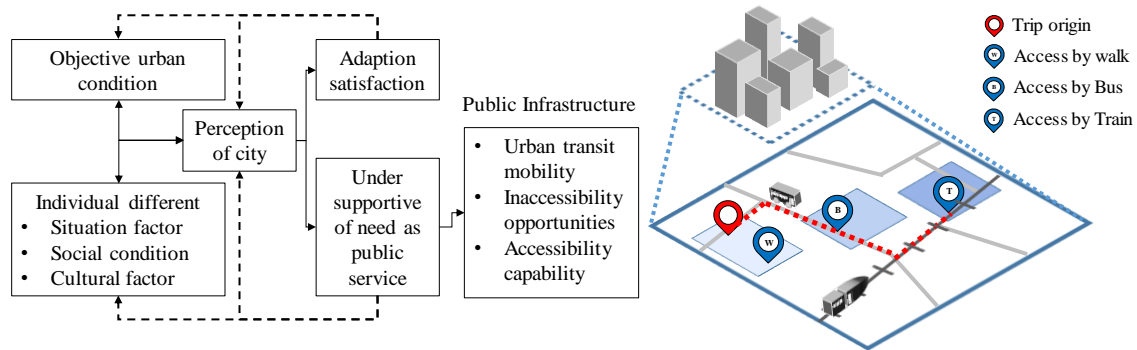 Objective urban
condition
Adaption
satisfaction
Perception
of city
Individual different
• Situation factor
• Social condition
• Cultural factor
Under
supportive
of need as
public
service
Public Infrastructure
• Urban transit
mobility
• Inaccessibility
opportunities
• Accessibility
capability
Trip origin
W Access by walk
B Access by Bus
T Access by Train
W
B
T